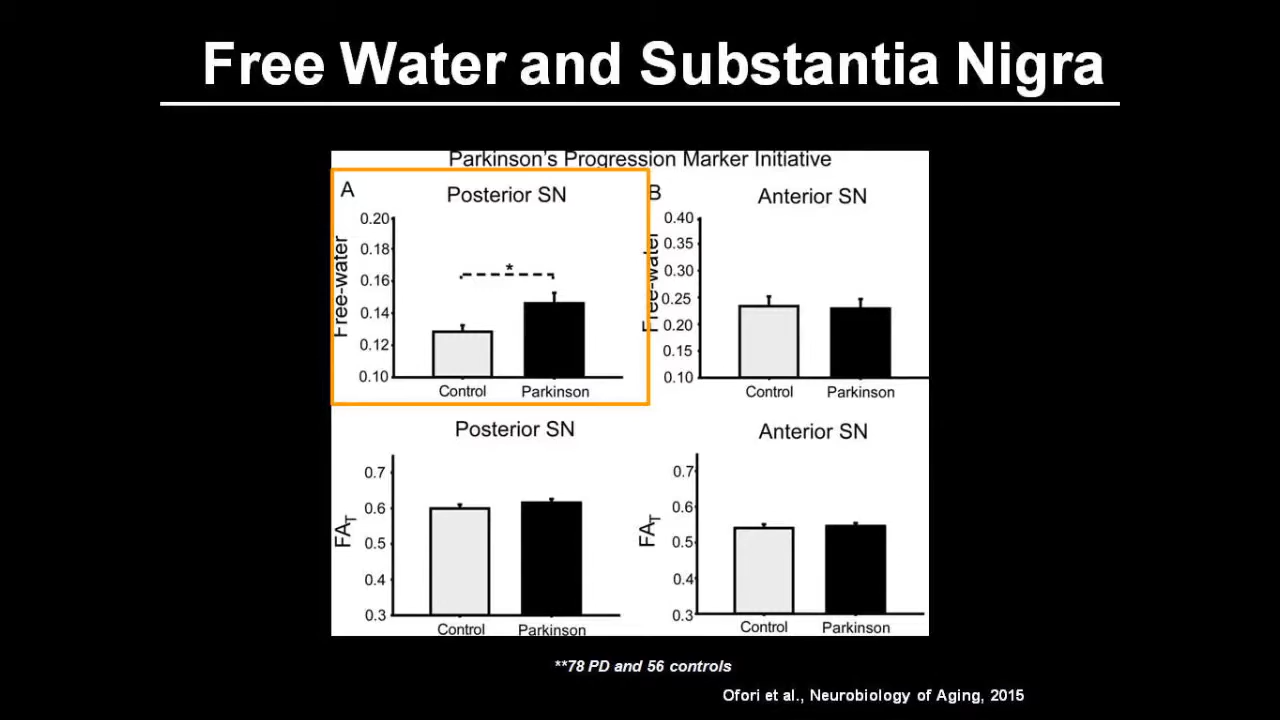 Free Water and Substantia Nigra
Parkinson's Progression Marker Initiative
A
Posterior SN
Free-water
0.20
0.18
0.16
0.14
0.12
0.10
*
Control Parkinson
B
Anterior SN
Free-water
0.40
0.35
0.30
0.25
0.20
0.15
0.10
Control Parkinson
Posterior SN
FAT
0.7
0.6
0.5
0.4
0.3
Control Parkinson
Anterior SN
FAT
0.7
0.6
0.5
0.4
0.3
Control Parkinson
**78 PD and 56 controls
Ofori et al., Neurobiology of Aging, 2015